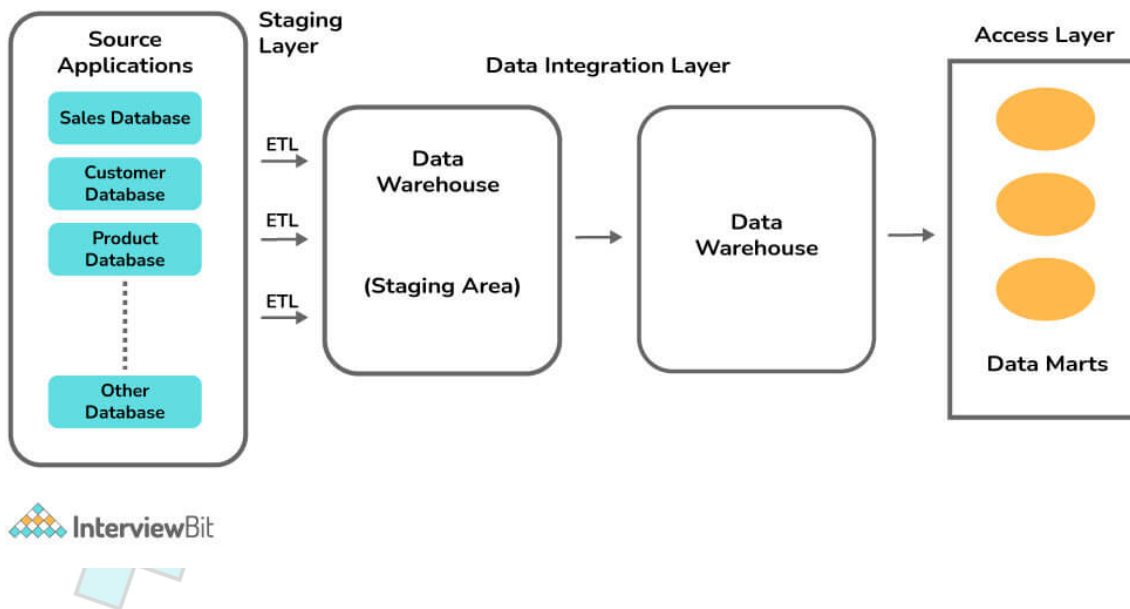 Source
Applications
Sales Database
Customer
Database
Product
Database
Other
Database
Staging
Layer
ETL
ETL
ETL
Data Integration Layer
Data
Warehouse
(Staging Area)
Data
Warehouse
Access Layer
Data Marts
InterviewBit